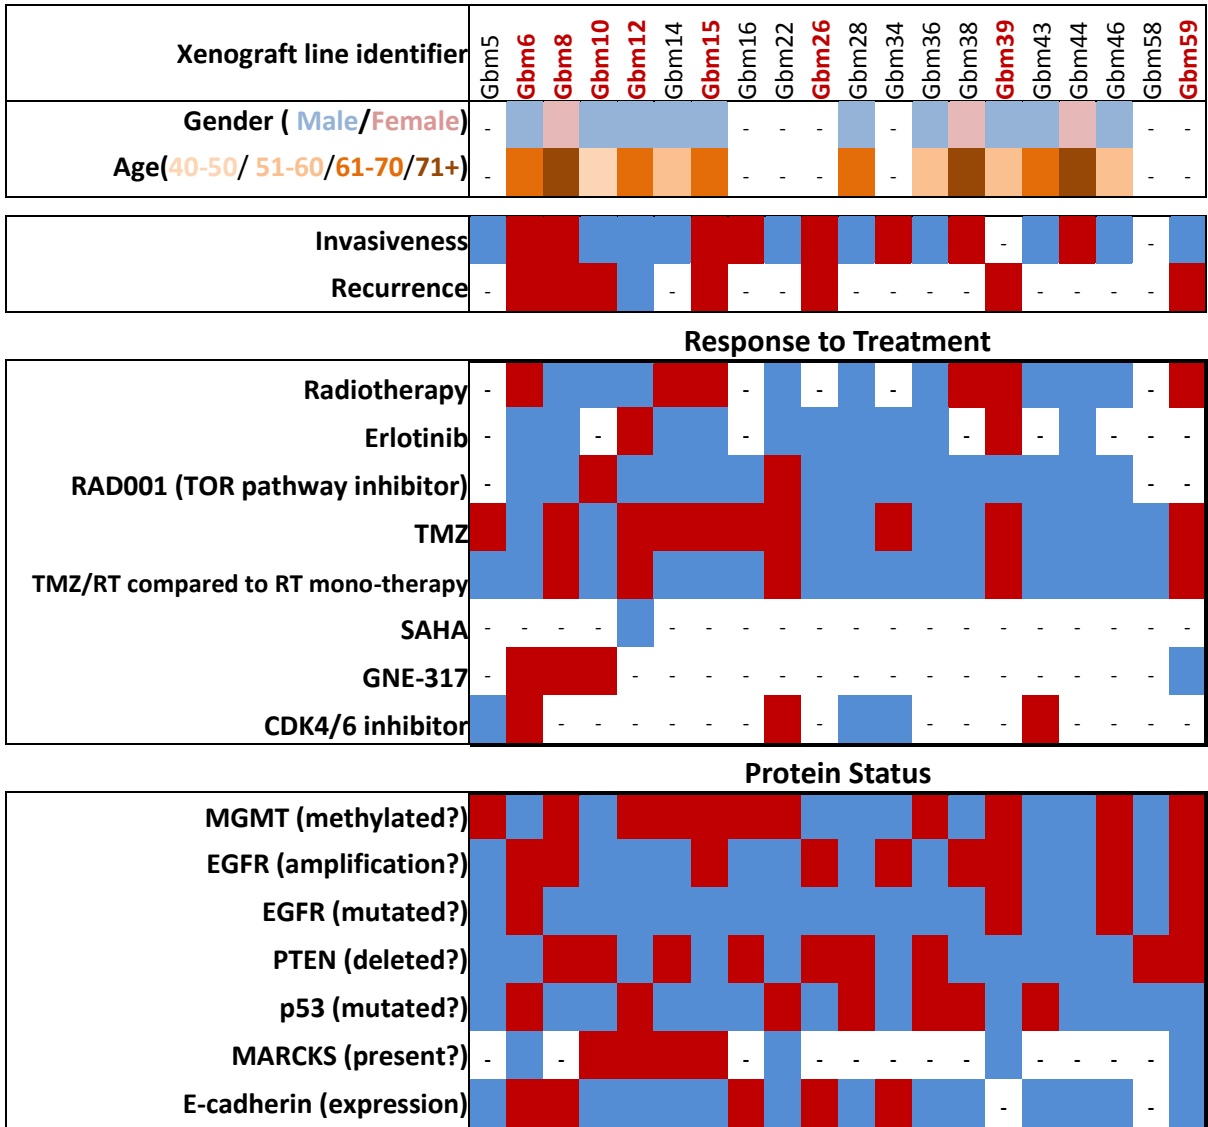 Xenograft line identifier Gbm5 Gbm6 Gbm8 Gbm10 Gbm12 Gbm14 Gbm15 Gbm16 Gbm22 Gbm26 Gbm28 Gbm34 Gbm36 Gbm38 Gbm39 Gbm43 Gbm44 Gbm46 Gbm58 Gbm59
Gender ( Male/Female) - - - - - - -
Age(40-50/ 51-60/61-70/71+) - - - - - - -
Invasiveness - -
Recurrence - - - - - - - - - - - -
Response to Treatment
Radiotherapy - - - - -
Erlotinib - - - - - - - -
RAD001 (TOR pathway inhibitor) - - -
TMZ
TMZ/RT compared to RT mono-therapy
SAHA - - - - - - - - - - - - - - - - - - -
GNE-317 - - - - - - - - - - - - - - - -
CDK4/6 inhibitor - - - - - - - - - - - - - -
Protein Status
MGMT (methylated?)
EGFR (amplification?)
EGFR (mutated?)
PTEN (deleted?)
p53 (mutated?)
MARCKS (present?) - - - - - - - - - - - -
E-cadherin (expression) - -